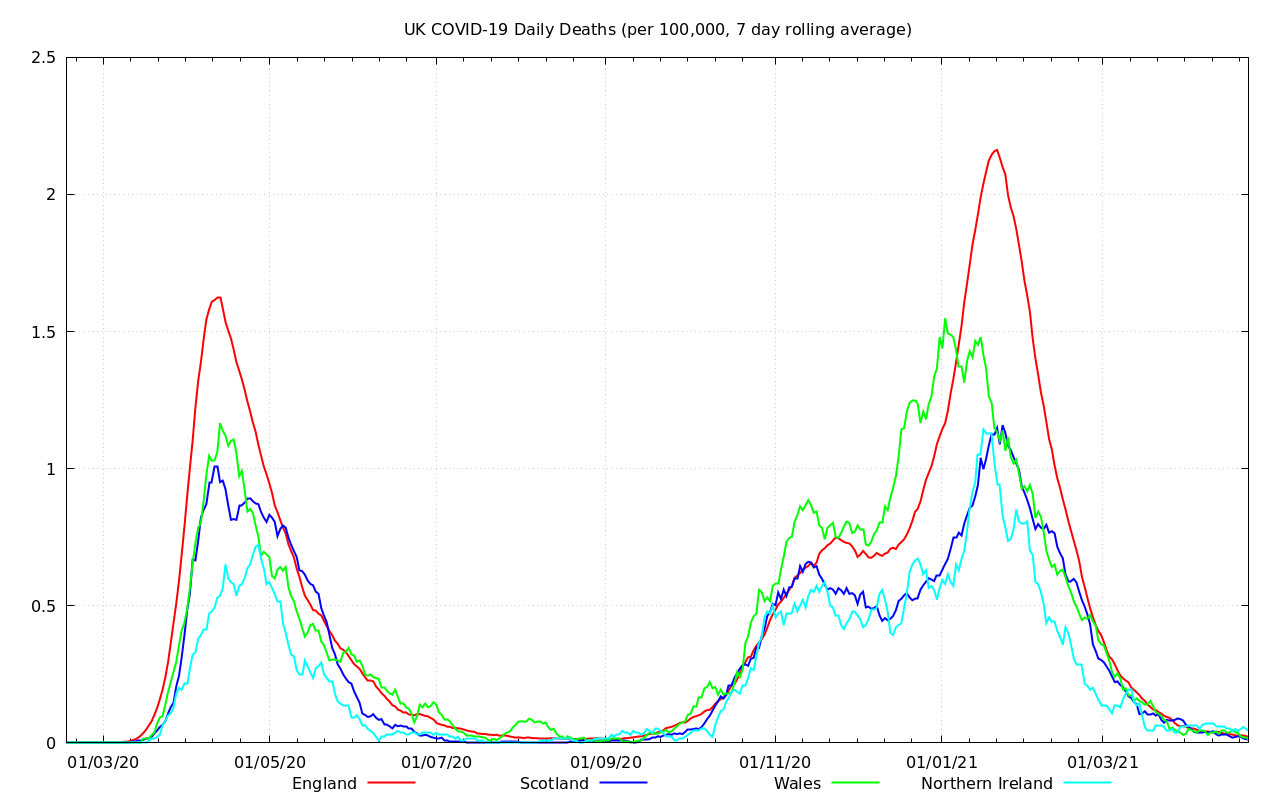 UK COVID-19 Daily Deaths (per 100,000, 7 day rolling average)
2.5
2
1.5
1
0.5
0
01/03/20 01/05/20 01/07/20 01/09/20 01/11/20 01/01/21 01/03/21
England Scotland Wales Northern Ireland